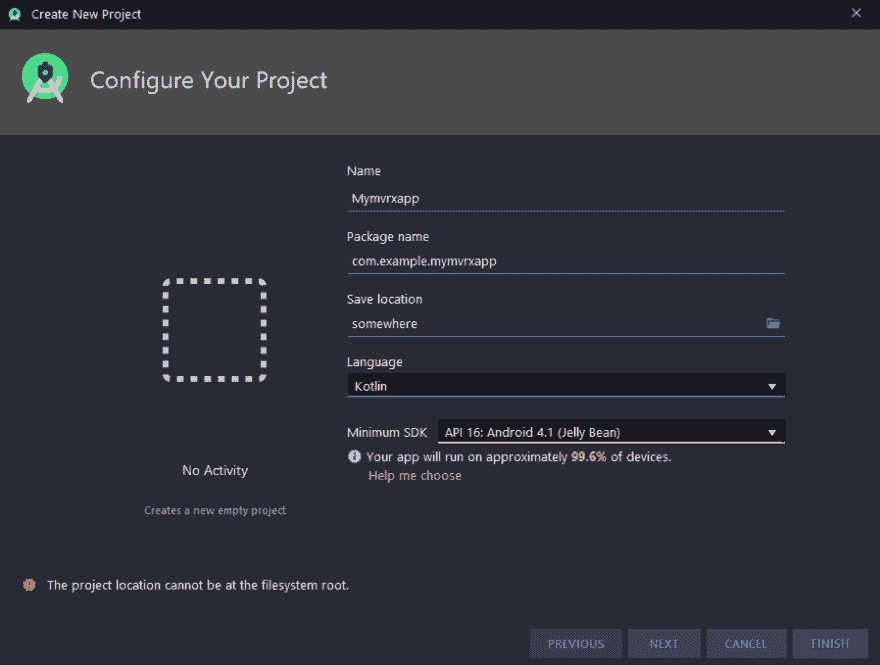 Create New Project
Configure Your Project
Name
Mymvrxapp
Package name
com.example.mymvrxapp
Save location
somewhere
Language
Kotlin
Minimum SDK API 16: Android 4.1 (Jelly Bean)
Your app will run on approximately 99.6% of devices.
Help me choose
No Activity
Creates a new empty project
The project location cannot be at the filesystem root.
PREVIOUS NEXT CANCEL FINISH